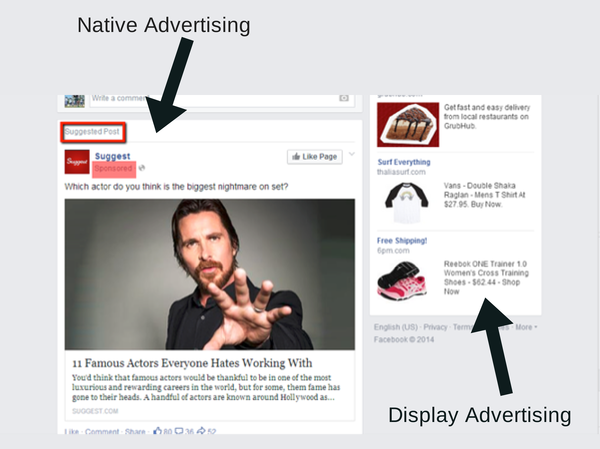 Native Advertising
Write a comment
Suggested Post
Suggest
Suggest
Sponsored
Like Page
Which actor do you think is the biggest nightmare on set?
11 Famous Actors Everyone Hates Working With
You'd think that famous actors would be thankful to be in one of the most
luxurious and rewarding careers in the world, but for some, them fame has
gone to their heads. A handful of actors are known around Hollywood as...
SUGGEST.COM
Like · Comment · Share · 80 36 52
Get fast and easy delivery
from local restaurants on
GrubHub.
Surf Everything
thaliasurf.com
Vans - Double Shaka
Raglan - Mens T Shirt At
$27.95. Buy Now.
Free Shipping!
6pm.com
Reebok ONE Trainer 1.0
Women's Cross Training
Shoes - $62.44 - Shop
Now
English (US) · Privacy · Terms · More
Facebook © 2014
Display Advertising